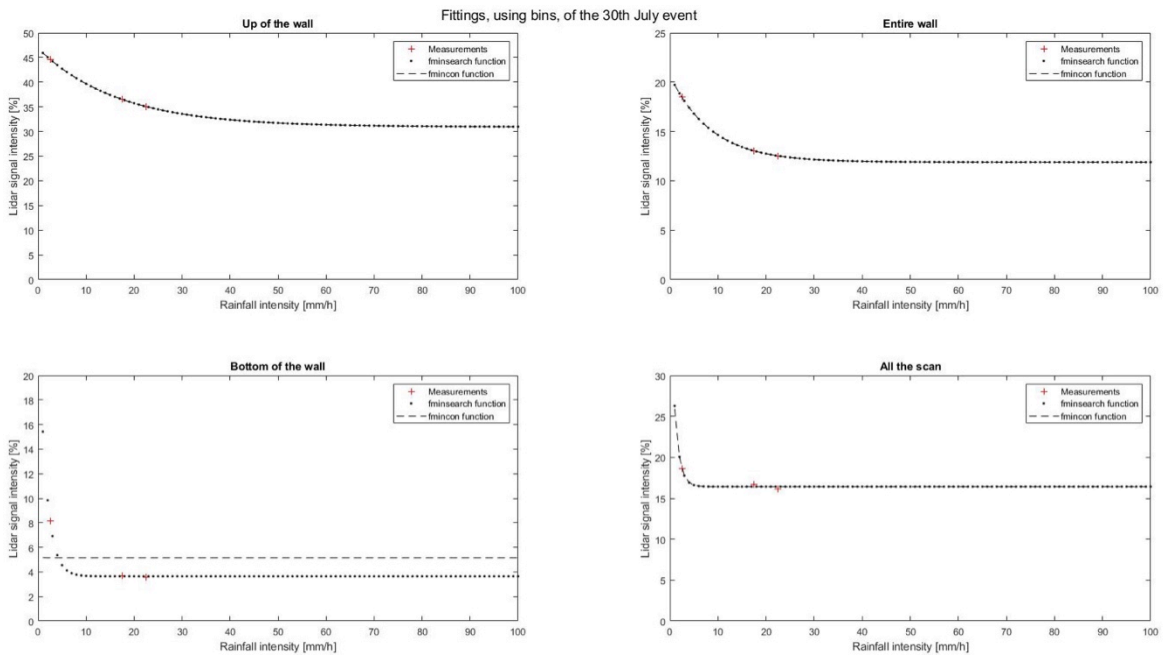 Fittings, using bins, of the 30th July event
Up of the wall
Measurements
fminsearch function
fmincon function
50
45
40
35
30
25
20
15
10
5
0
Lidar signal intensity [%]
0 10 20 30 40 50 60 70 80 90 100
Rainfall intensity [mm/h]
Entire wall
Measurements
fminsearch function
fmincon function
25
20
15
10
5
0
Lidar signal intensity [%]
0 10 20 30 40 50 60 70 80 90 100
Rainfall intensity [mm/h]
Bottom of the wall
Measurements
fminsearch function
fmincon function
20
18
16
14
12
10
8
6
4
2
0
Lidar signal intensity [%]
0 10 20 30 40 50 60 70 80 90 100
Rainfall intensity [mm/h]
All the scan
Measurements
fminsearch function
fmincon function
30
25
20
15
10
5
0
Lidar signal intensity [%]
0 10 20 30 40 50 60 70 80 90 100
Rainfall intensity [mm/h]